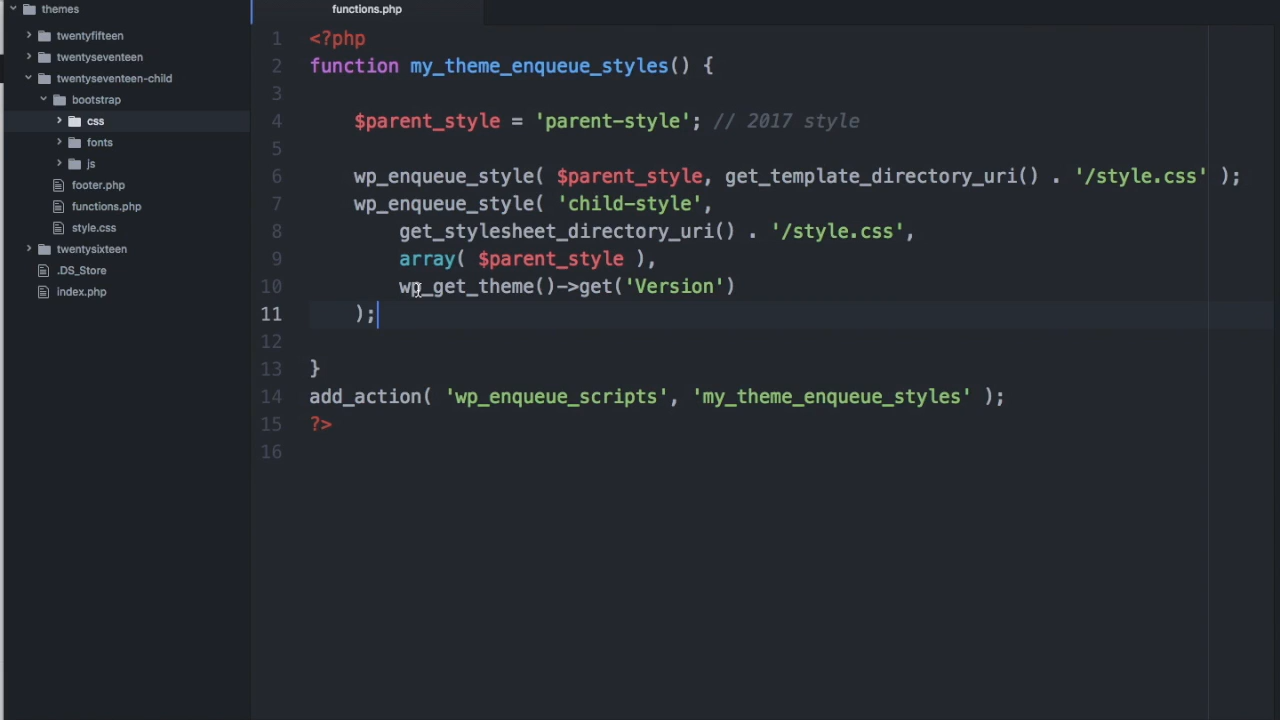 themes
twentyfifteen
twentyseventeen
twentyseventeen-child
bootstrap
css
fonts
js
footer.php
functions.php
style.css
twentysixteen
.DS_Store
index.php
functions.php
1 <?php
2 function my_theme_enqueue_styles() {
3
4 $parent_style = 'parent-style'; // 2017 style
5
6 wp_enqueue_style( $parent_style, get_template_directory_uri() . '/style.css' );
7 wp_enqueue_style( 'child-style',
8 get_stylesheet_directory_uri() . '/style.css',
9 array( $parent_style ),
10 wp_get_theme()->get('Version')
11 );
12
13 }
14 add_action( 'wp_enqueue_scripts', 'my_theme_enqueue_styles' );
15 ?>
16